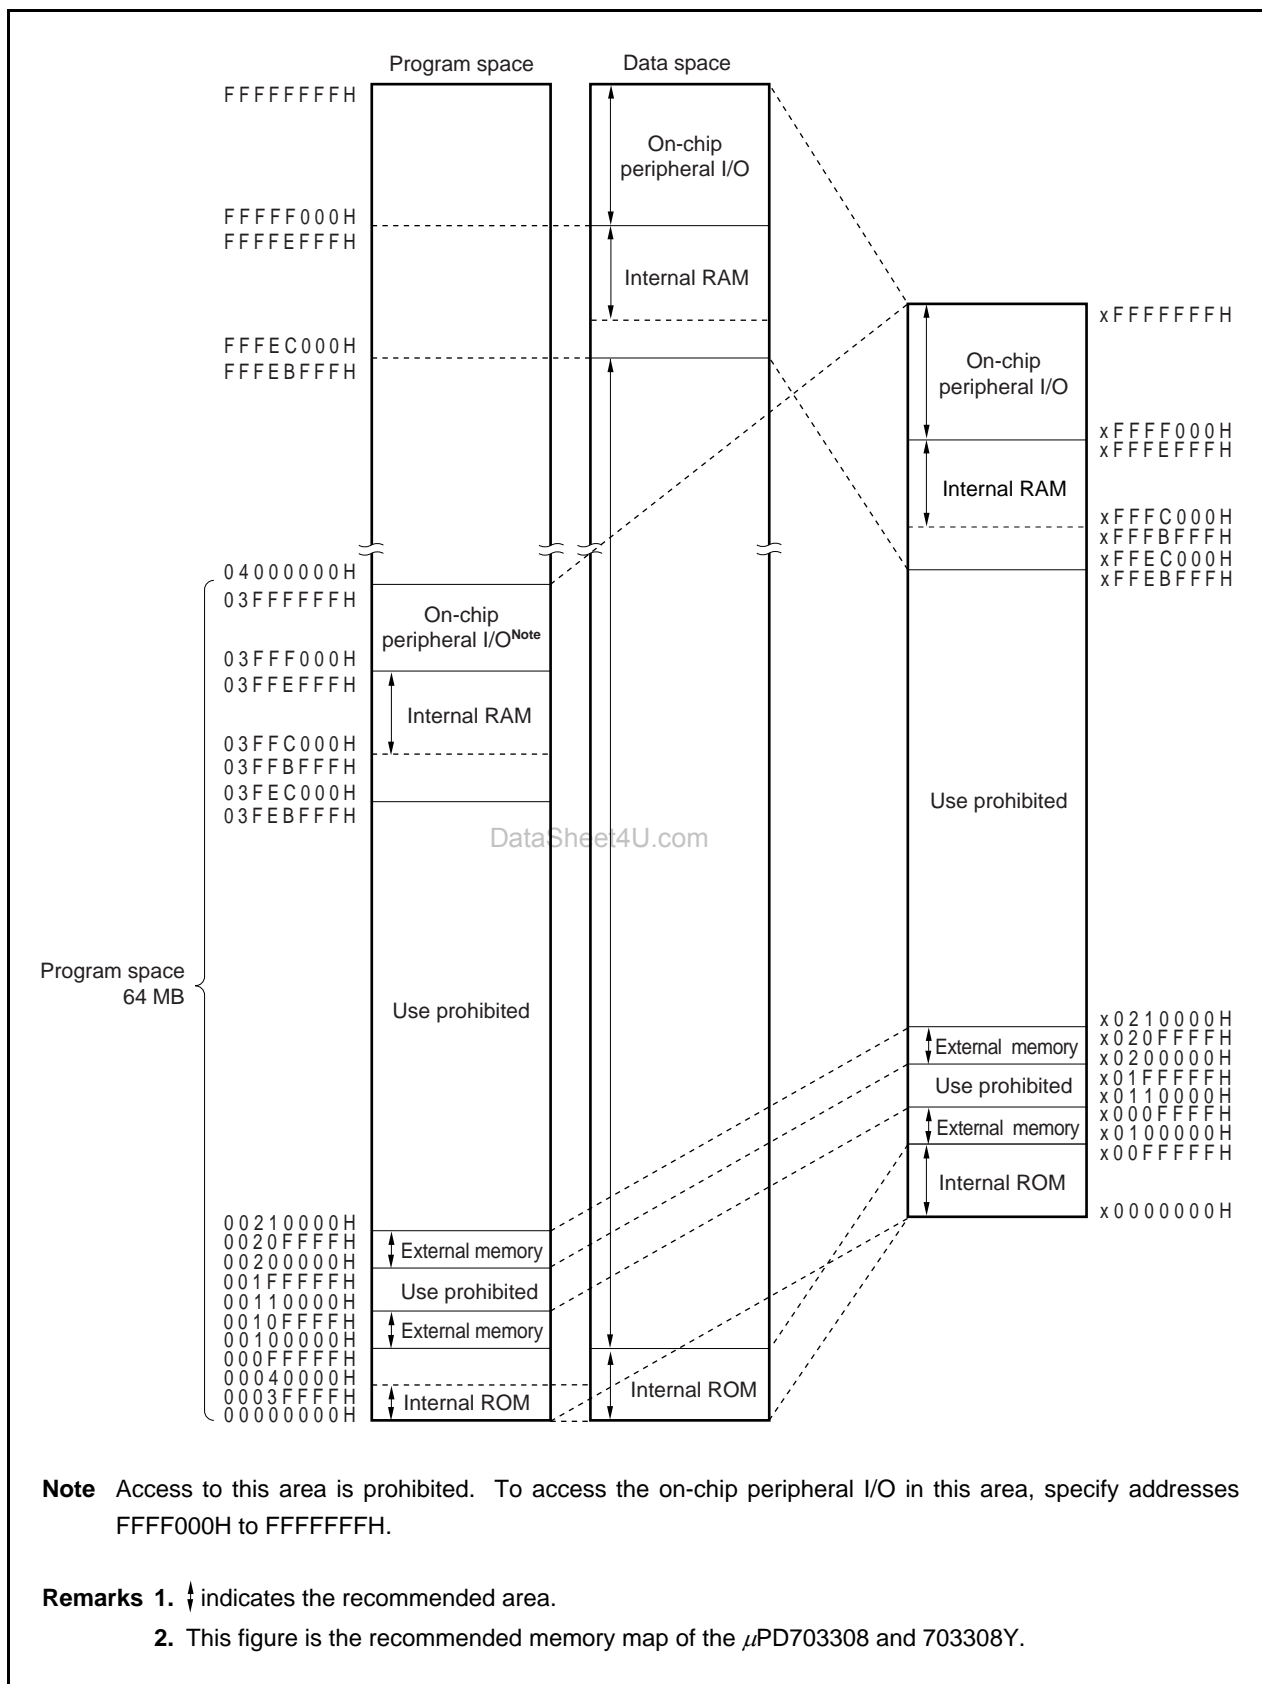 Program space
Data space
FFFFFFFFH
On-chip
peripheral I/O
FFFFF000H
FFFFEFFFH
Internal RAM
FFFEC000H
FFFEBFFFH
xFFFFFFFH
On-chip
peripheral I/O
xFFFF000H
xFFFEFFFH
Internal RAM
xFFFC000H
xFFFBFFFH
xFFEC000H
xFFEBFFFH
04000000H
03FFFFFFH
On-chip
peripheral I/ONote
03FFF000H
03FFEFFFH
Internal RAM
03FFC000H
03FFBFFFH
03FEC000H
03FEBFFFH
Use prohibited
DataSheet4U.com
Program space
64 MB
Use prohibited
x0210000H
x020FFFFH
External memory
x0200000H
x01FFFFFH
Use prohibited
x0110000H
x000FFFFH
External memory
x0100000H
x00FFFFFH
Internal ROM
x0000000H
00210000H
0020FFFFH
External memory
00200000H
001FFFFFH
Use prohibited
00110000H
0010FFFFH
External memory
00100000H
000FFFFFH
00040000H
0003FFFFH
Internal ROM
Internal ROM
00000000H
Note Access to this area is prohibited. To access the on-chip peripheral I/O in this area, specify addresses
FFFF000H to FFFFFFFH.
Remarks 1. indicates the recommended area.
2. This figure is the recommended memory map of the μPD703308 and 703308Y.